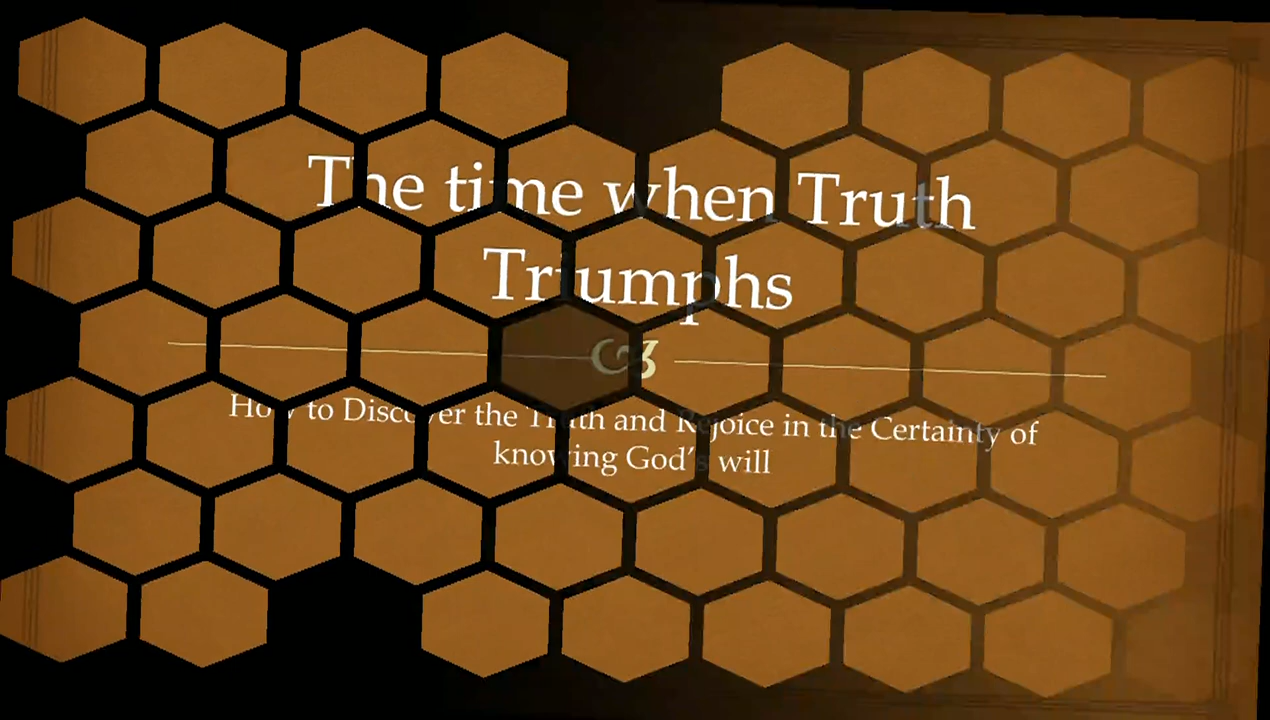 The time when Truth
Triumphs
How to Discover the Truth and Rejoice in the Certainty of
knowing God's will